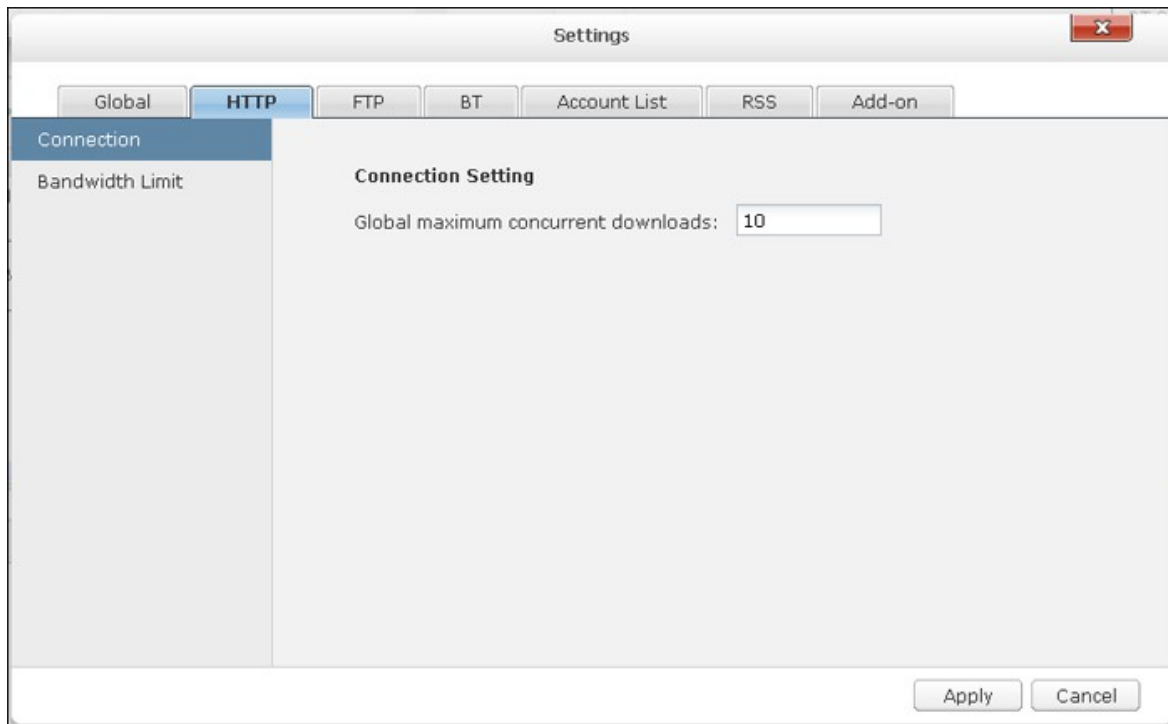 Settings
Global HTTP FTP BT Account List RSS Add-on
Connection
Bandwidth Limit
Connection Setting
Global maximum concurrent downloads: 10
Apply Cancel